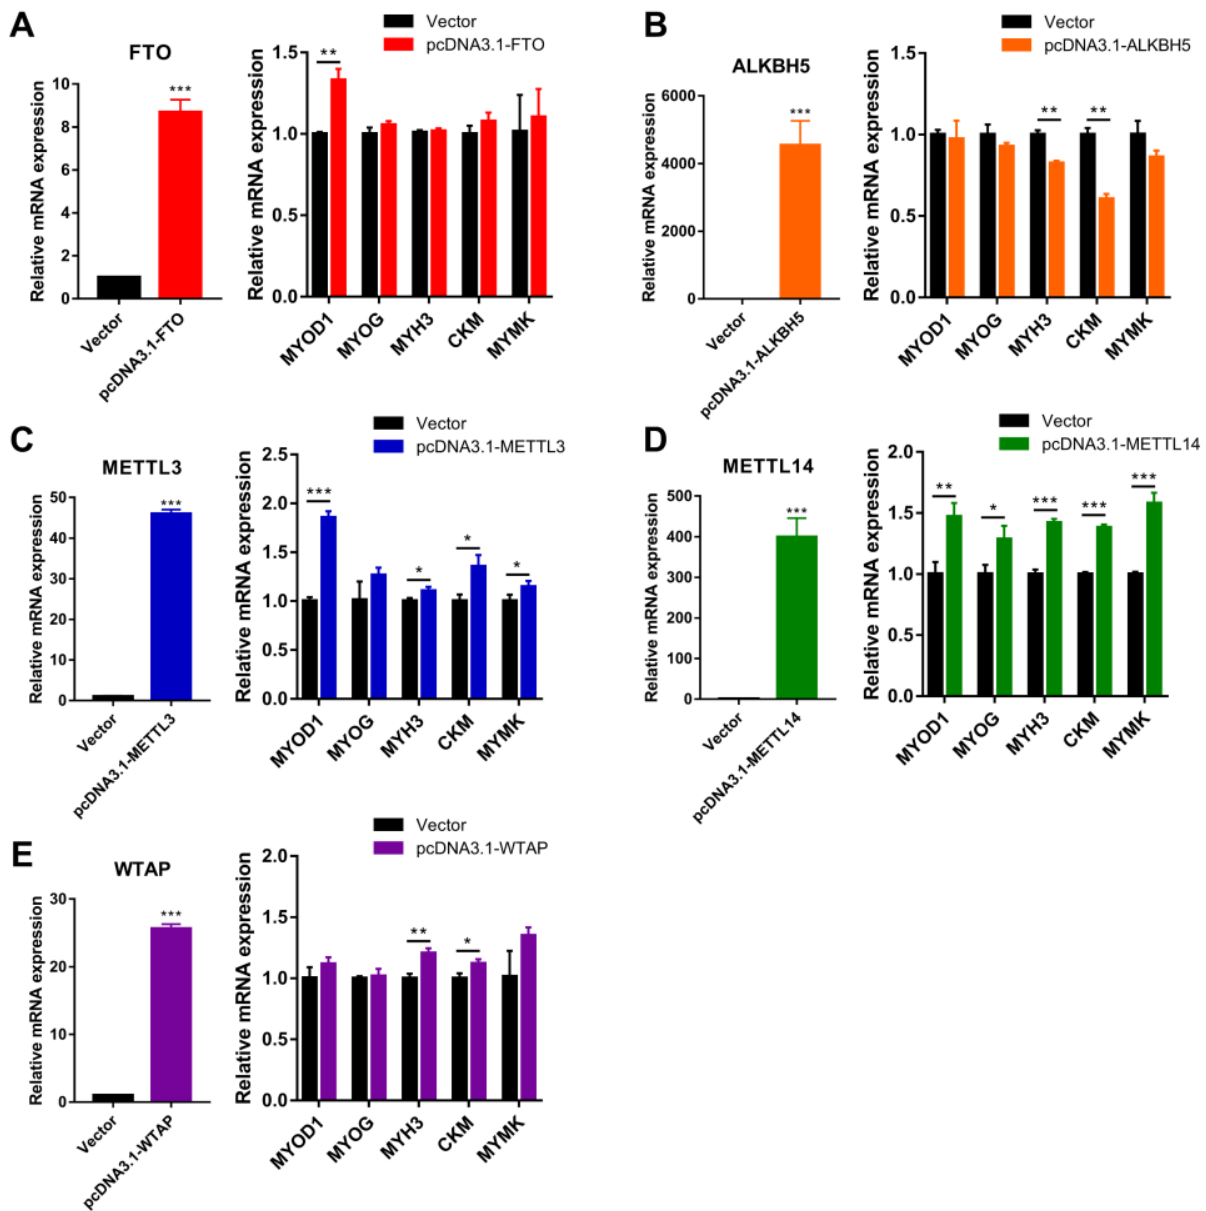 A
FTO
Vector
pcDNA3.1-FTO
Relative mRNA expression
10
8
6
4
2
0
***
Vector
pcDNA3.1-FTO
Relative mRNA expression
1.5
1.0
0.5
0.0
**
MYOD1
MYOG
MYH3
CKM
MYMK
B
ALKBH5
Vector
pcDNA3.1-ALKBH5
Relative mRNA expression
6000
4000
2000
0
***
Vector
pcDNA3.1-ALKBH5
Relative mRNA expression
1.5
1.0
0.5
0.0
**
**
MYOD1
MYOG
MYH3
CKM
MYMK
C
METTL3
Vector
pcDNA3.1-METTL3
Relative mRNA expression
50
40
30
20
10
0
***
Vector
pcDNA3.1-METTL3
Relative mRNA expression
2.5
2.0
1.5
1.0
0.5
0.0
***
*
*
*
MYOD1
MYOG
MYH3
CKM
MYMK
D
METTL14
Vector
pcDNA3.1-METTL14
Relative mRNA expression
500
400
300
200
100
0
***
Vector
pcDNA3.1-METTL14
Relative mRNA expression
2.0
1.5
1.0
0.5
0.0
**
*
***
***
***
MYOD1
MYOG
MYH3
CKM
MYMK
E
WTAP
Vector
pcDNA3.1-WTAP
Relative mRNA expression
30
20
10
0
***
Vector
pcDNA3.1-WTAP
Relative mRNA expression
2.0
1.5
1.0
0.5
0.0
**
*
MYOD1
MYOG
MYH3
CKM
MYMK